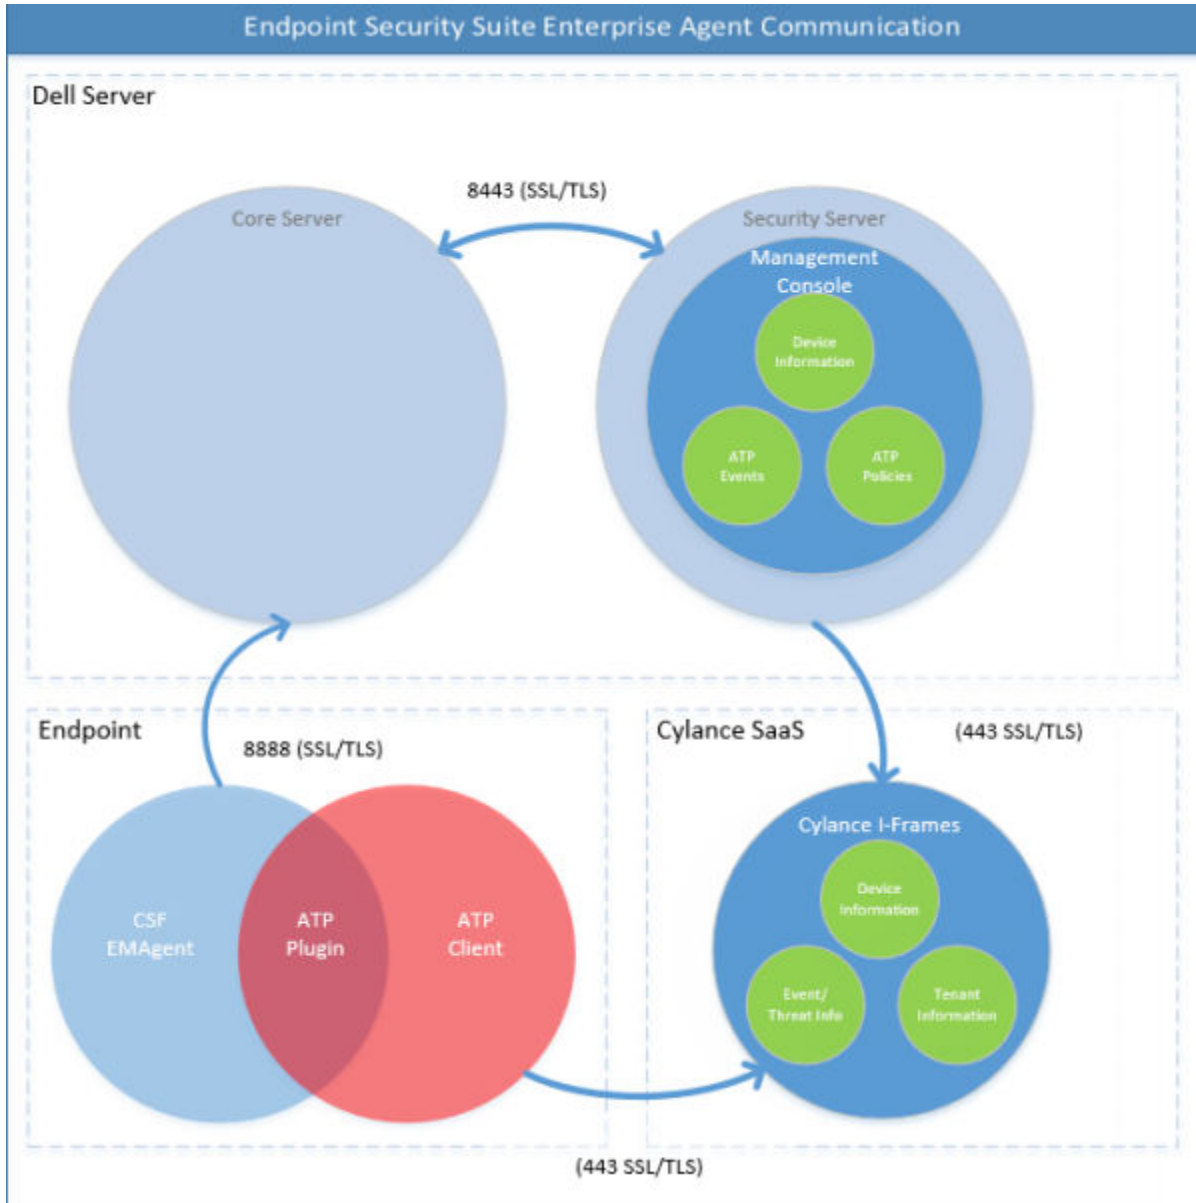 Endpoint Security Suite Enterprise Agent Communication
Dell Server
8443 (SSL/TLS)
Core Server
Security Server
Management
Console
Device
Information
ATP
Events
ATP
Policies
Endpoint
8888 (SSL/TLS)
CSF
EMAgent
ATP
Plugin
ATP
Client
Cylance SaaS
(443 SSL/TLS)
Cylance I-Frames
Device
Information
Event/
Threat Info
Tenant
Information
(443 SSL/TLS)